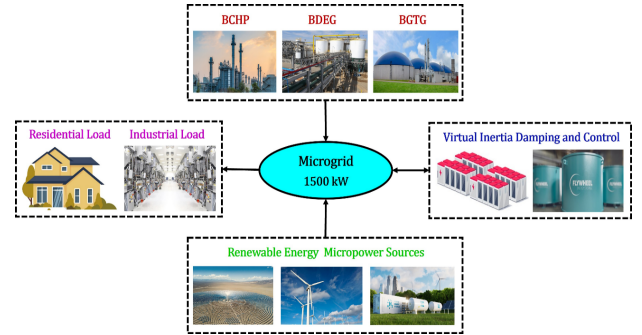 BCHP BDEG BGTG
Residential Load Industrial Load
Microgrid
1500 kW
Virtual Inertia Damping and Control
FLYWHEEL
Renewable Energy Micropower Sources